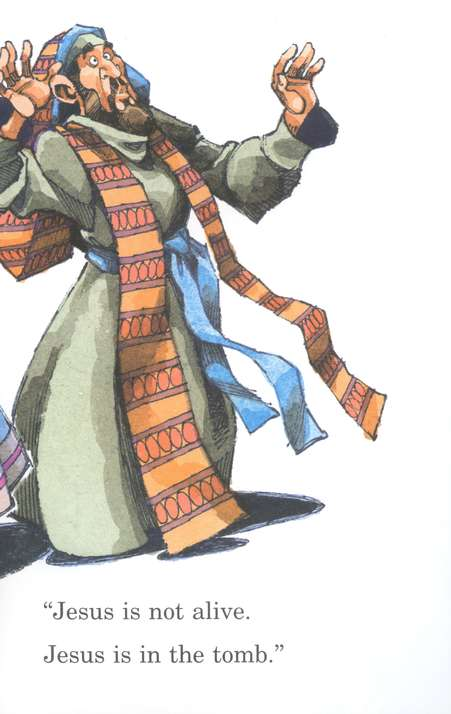 “Jesus is not alive.
Jesus is in the tomb.”